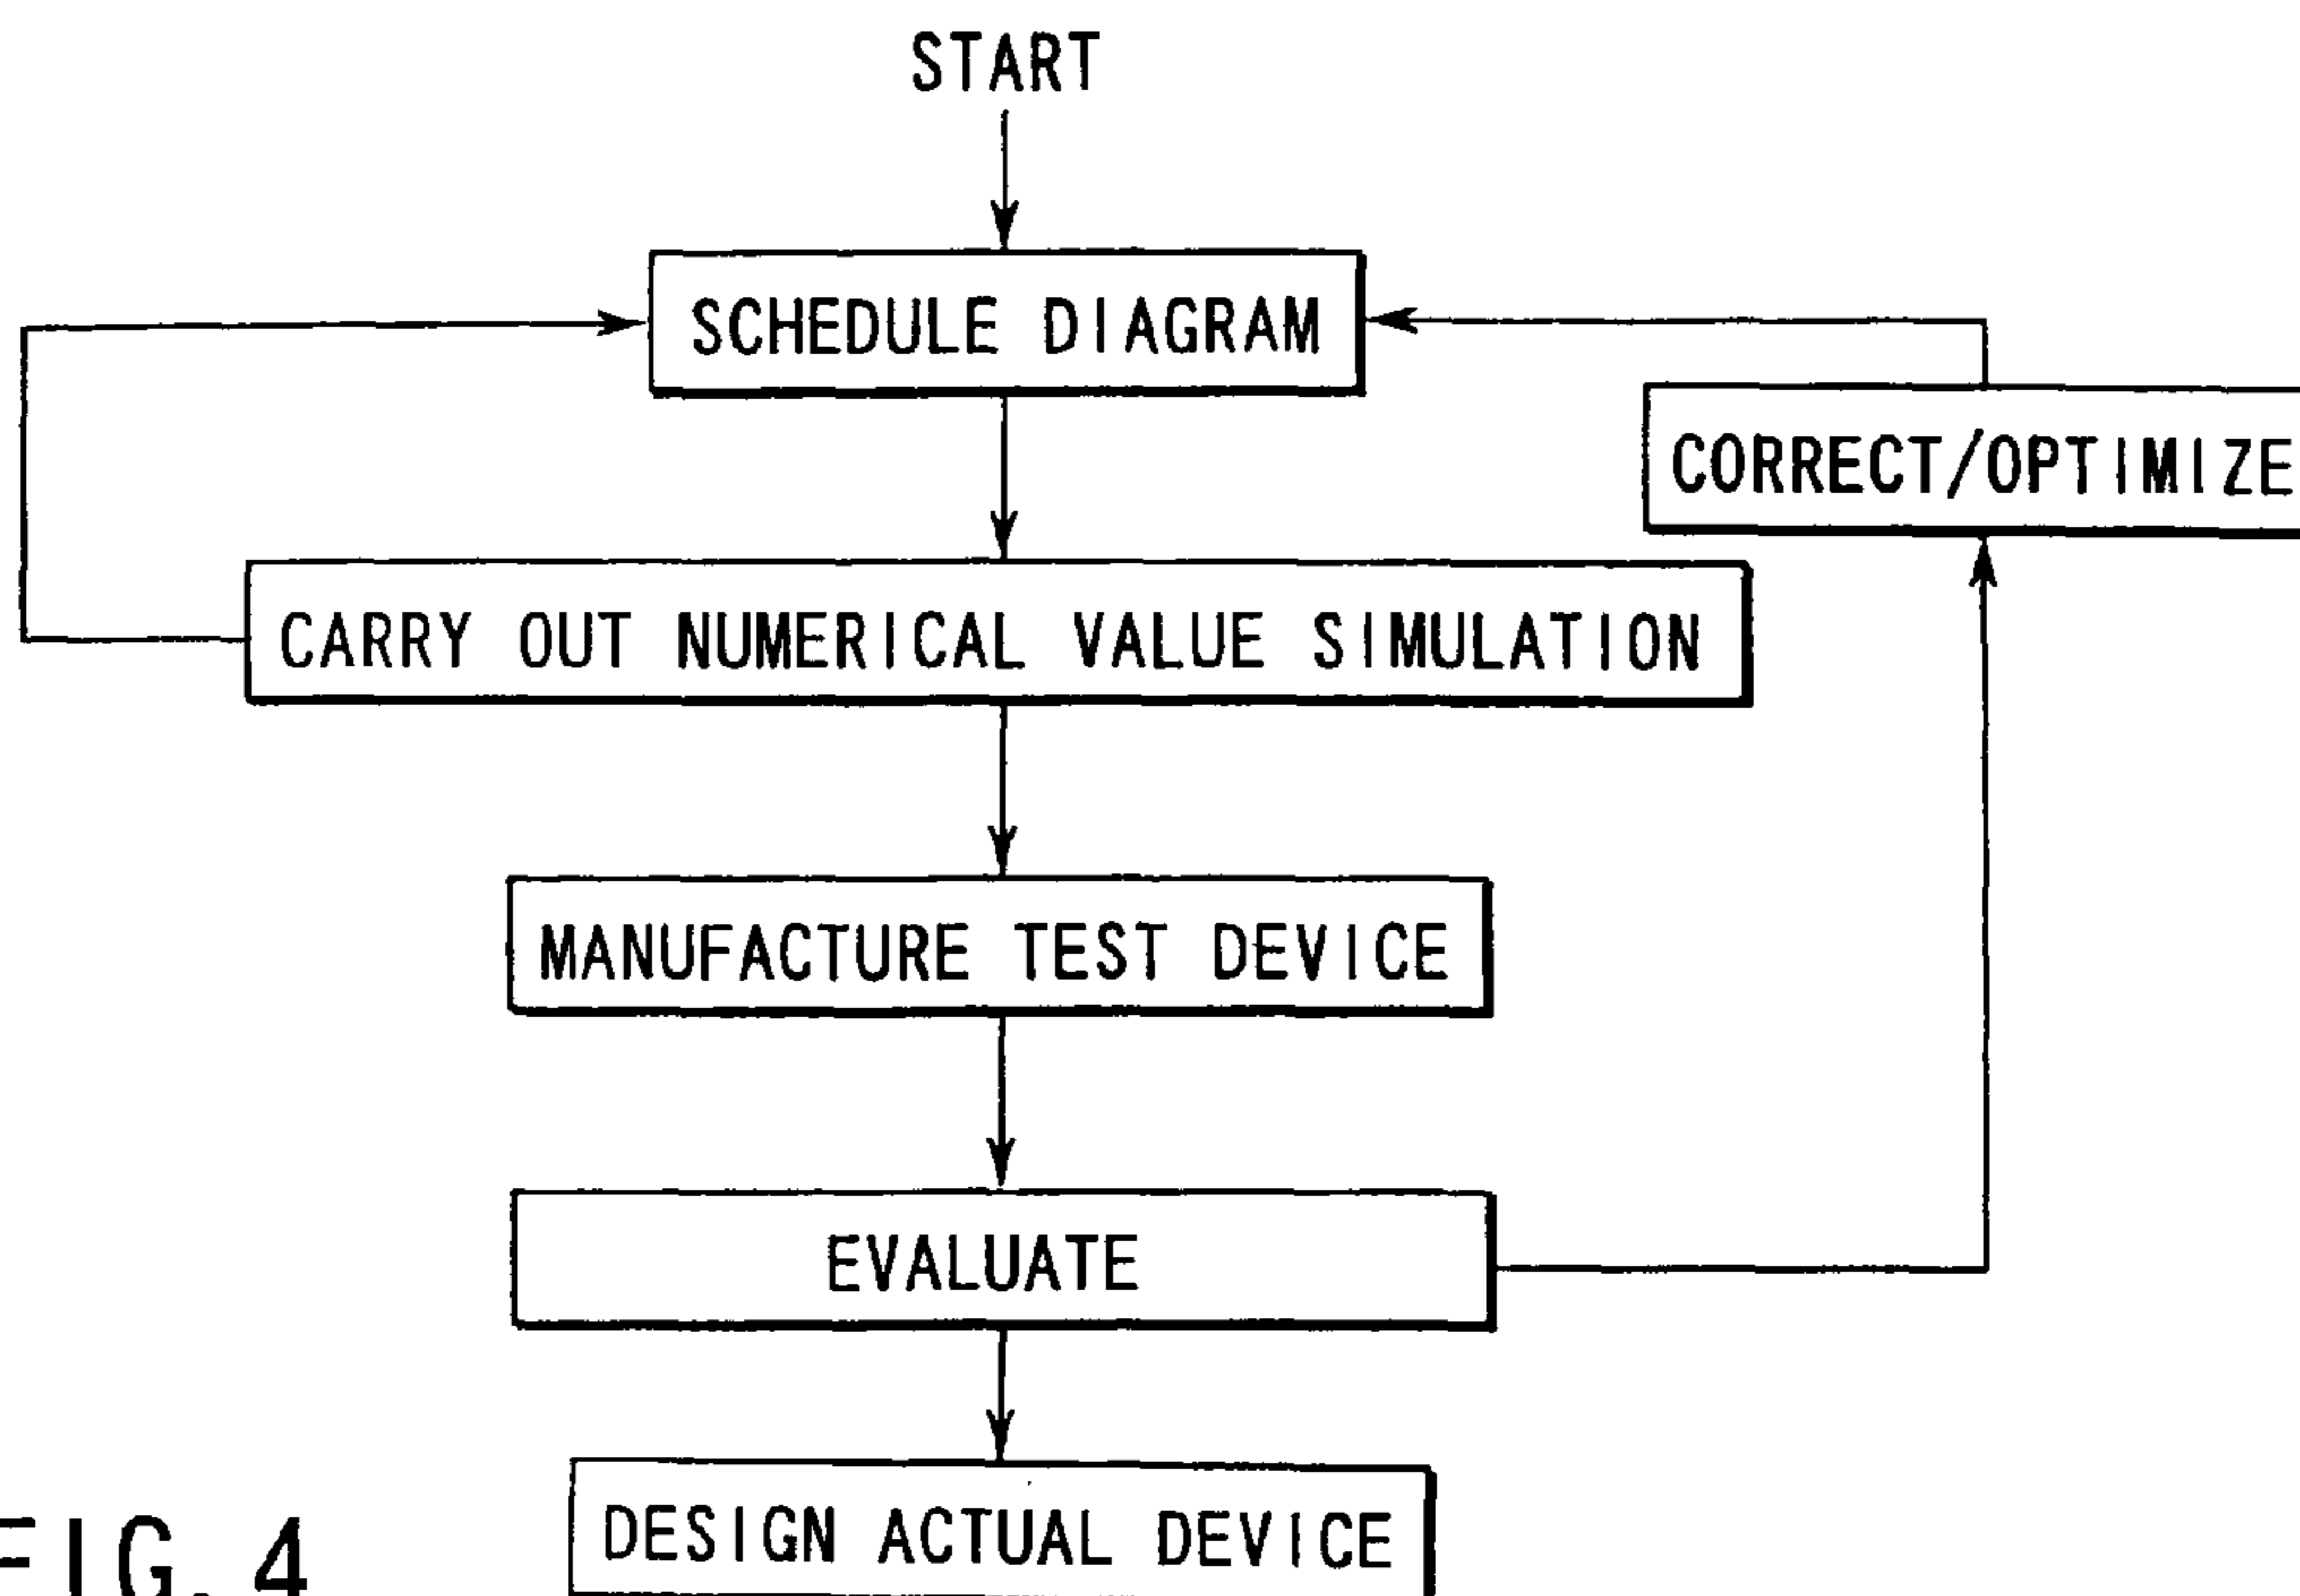 START
SCHEDULE DIAGRAM
CORRECT/OPTIMIZE
CARRY OUT NUMERICAL VALUE SIMULATION
MANUFACTURE TEST DEVICE
EVALUATE
DESIGN ACTUAL DEVICE
FIG. 4